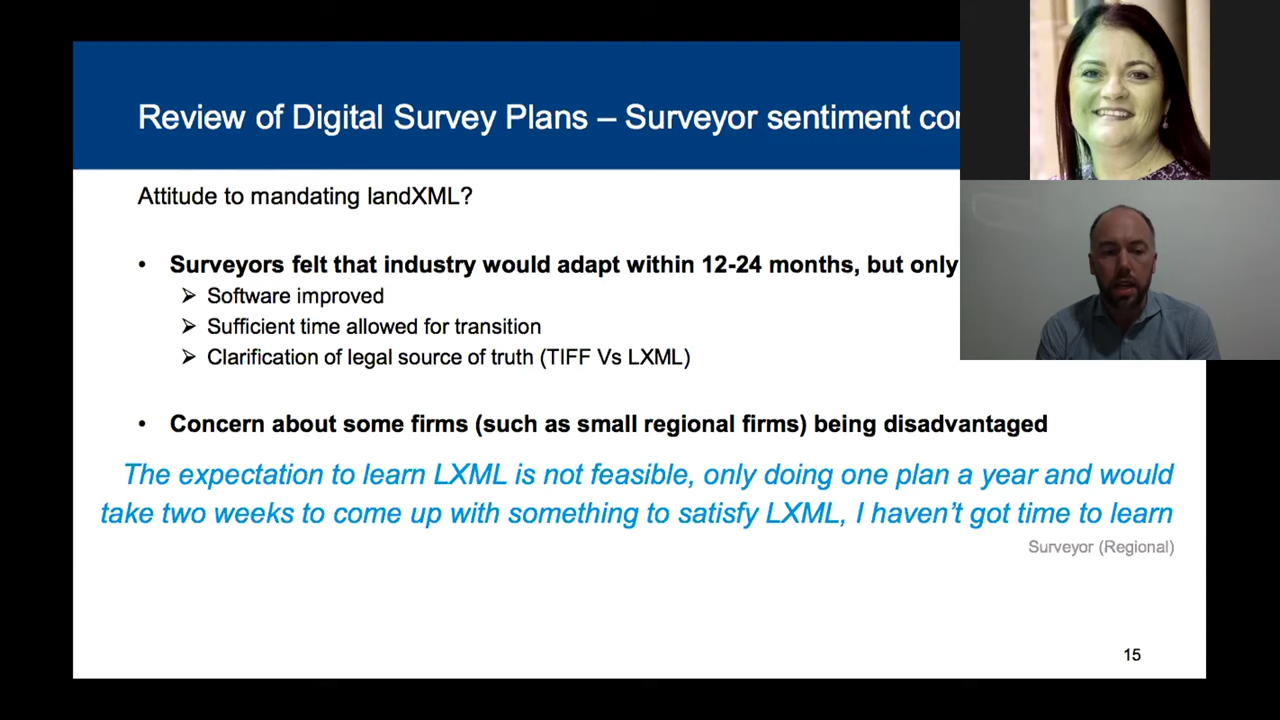 Review of Digital Survey Plans – Surveyor sentiment
Attitude to mandating landXML?
• Surveyors felt that industry would adapt within 12-24 months, but only
➢ Software improved
➢ Sufficient time allowed for transition
➢ Clarification of legal source of truth (TIFF Vs LXML)
• Concern about some firms (such as small regional firms) being disadvantaged
The expectation to learn LXML is not feasible, only doing one plan a year and would
take two weeks to come up with something to satisfy LXML, I haven’t got time to learn
Surveyor (Regional)
15